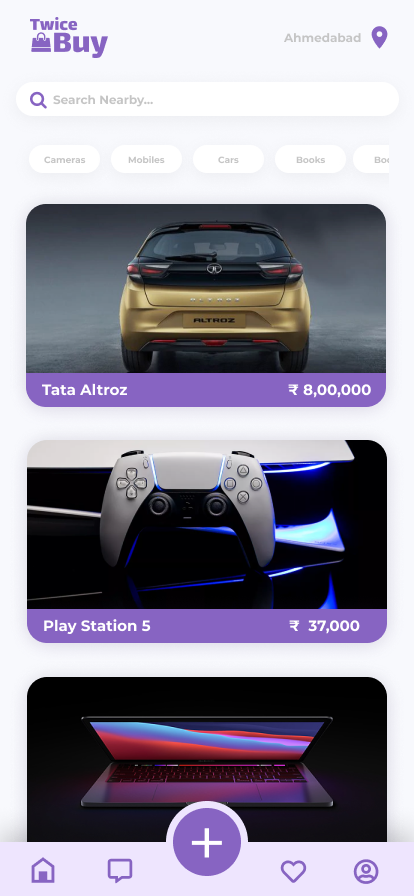 Twice
Buy
Ahmedabad
Search Nearby...
Cameras
Mobiles
Cars
Books
Boo
ALTROZ
Tata Altroz
₹ 8,00,000
Play Station 5
₹ 37,000